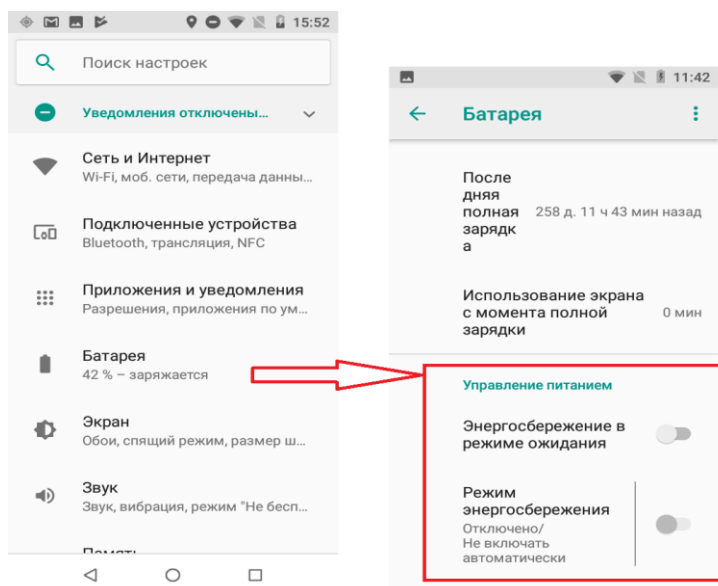 15:52
Поиск настроек
Уведомления отключены...
Сеть и Интернет
Wi-Fi, моб. сети, передача данны...
Подключенные устройства
Bluetooth, трансляция, NFC
Приложения и уведомления
Разрешения, приложения по ум...
Батарея
42 % – заряжается
Экран
Обои, спящий режим, размер ш...
Звук
Звук, вибрация, режим "Не бесп...
Память
11:42
Батарея
После
дняя
полная
зарядк
а
258 д. 11 ч 43 мин назад
Использование экрана
с момента полной
зарядки
0 мин
Управление питанием
Энергосбережение в
режиме ожидания
Режим
энергосбережения
Отключено/
Не включать
автоматически